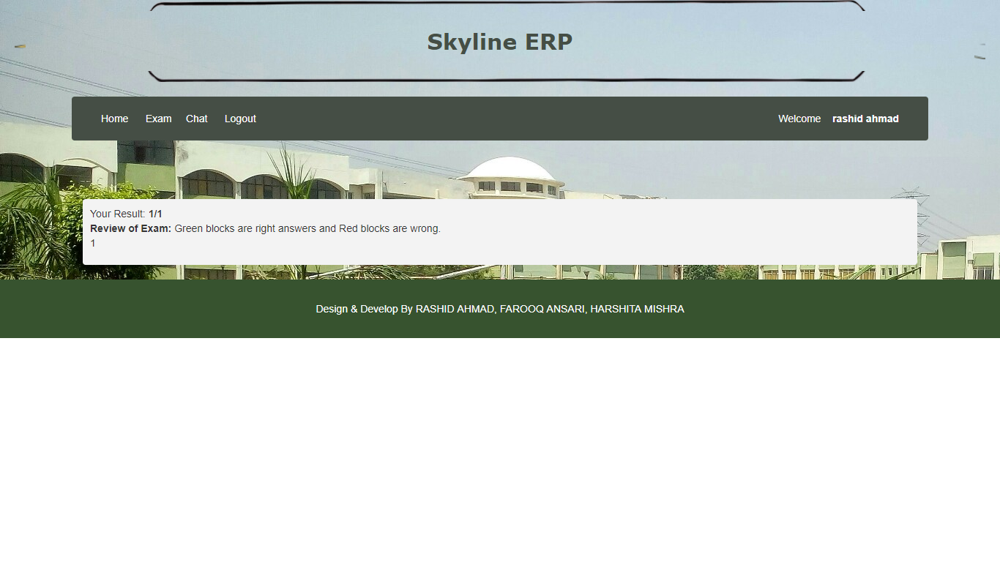 Skyline ERP
Home Exam Chat Logout Welcome rashid ahmad
Your Result: 1/1
Review of Exam: Green blocks are right answers and Red blocks are wrong.
1
Design & Develop By RASHID AHMAD, FAROOQ ANSARI, HARSHITA MISHRA